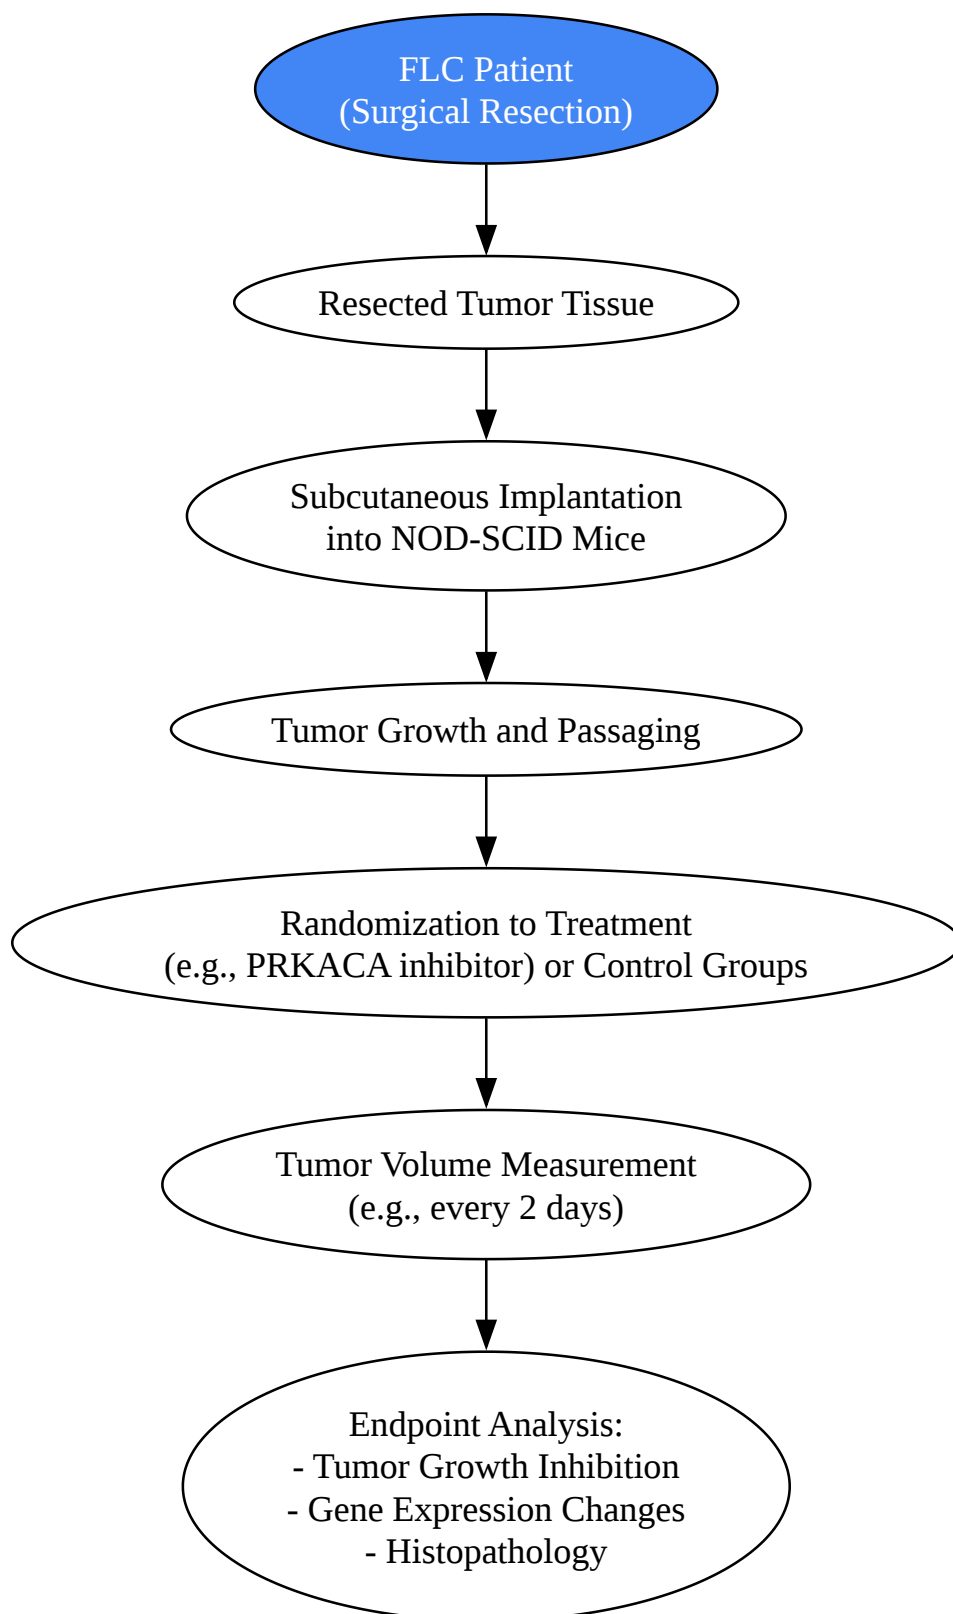 FLC Patient
(Surgical Resection)
Resected Tumor Tissue
Subcutaneous Implantation
into NOD-SCID Mice
Tumor Growth and Passaging
Randomization to Treatment
(e.g., PRKACA inhibitor) or Control Groups
Tumor Volume Measurement
(e.g., every 2 days)
Endpoint Analysis:
- Tumor Growth Inhibition
- Gene Expression Changes
- Histopathology